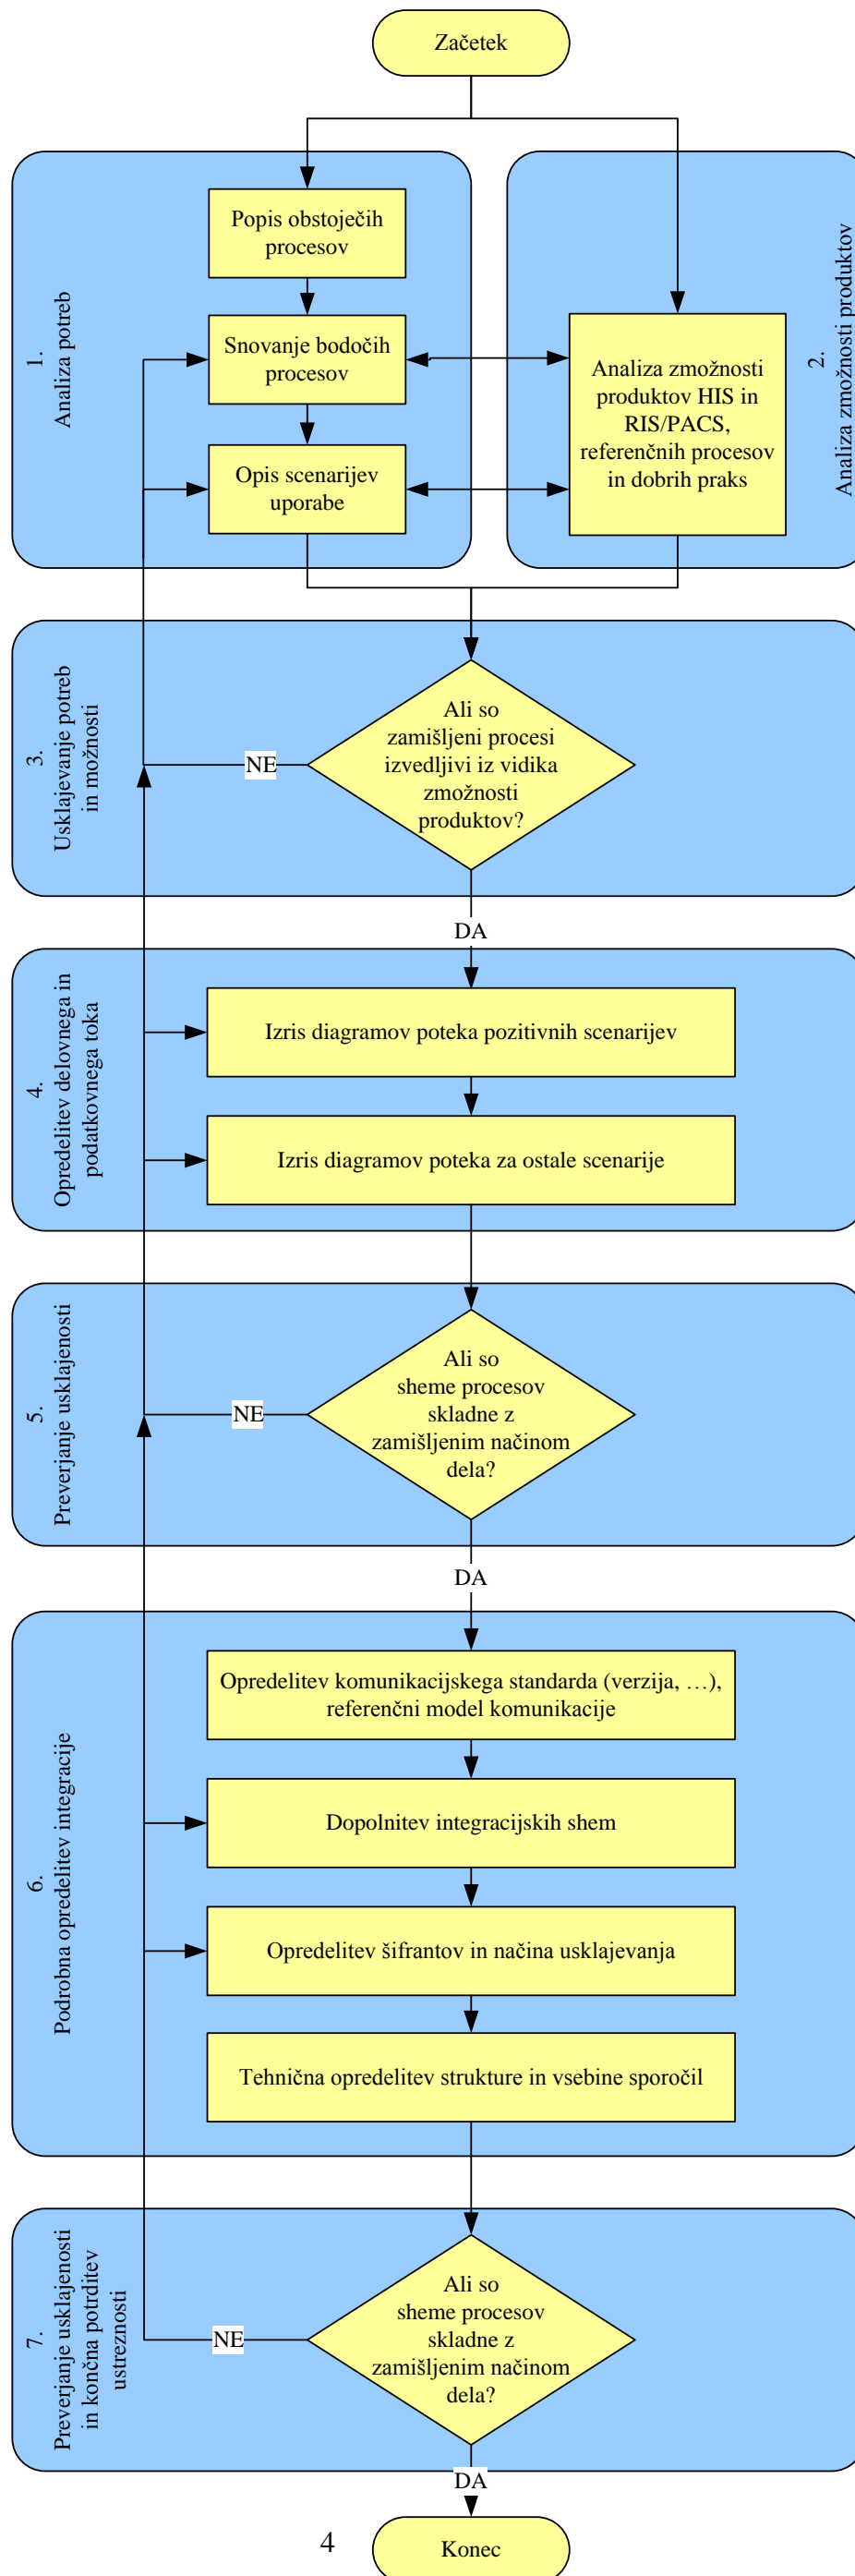 Začetek
1.
Analiza potreb
Popis obstoječih
procesov
Snovanje bodočih
procesov
Opis scenarijev
uporabe
2.
Analiza zmožnosti produktov
Analiza zmožnosti
produktov HIS in
RIS/PACS,
referenčnih procesov
in dobrih praks
3.
Usklajevanje potreb
in možnosti
Ali so
zamišljeni procesi
izvedljivi iz vidika
zmožnosti
produktov?
NE
DA
4.
Opredelitev delovnega in
podatkovnega toka
Izris diagramov poteka pozitivnih scenarijev
Izris diagramov poteka za ostale scenarije
5.
Preverjanje usklajenosti
Ali so
sheme procesov
skladne z
zamišljenim načinom
dela?
NE
DA
6.
Podrobna opredelitev integracije
Opredelitev komunikacijskega standarda (verzija, …),
referenčni model komunikacije
Dopolnitev integracijskih shem
Opredelitev šifrantov in načina usklajevanja
Tehnična opredelitev strukture in vsebine sporočil
7.
Preverjanje usklajenosti
in končna potrditev
ustreznosti
Ali so
sheme procesov
skladne z
zamišljenim načinom
dela?
NE
DA
Konec
4